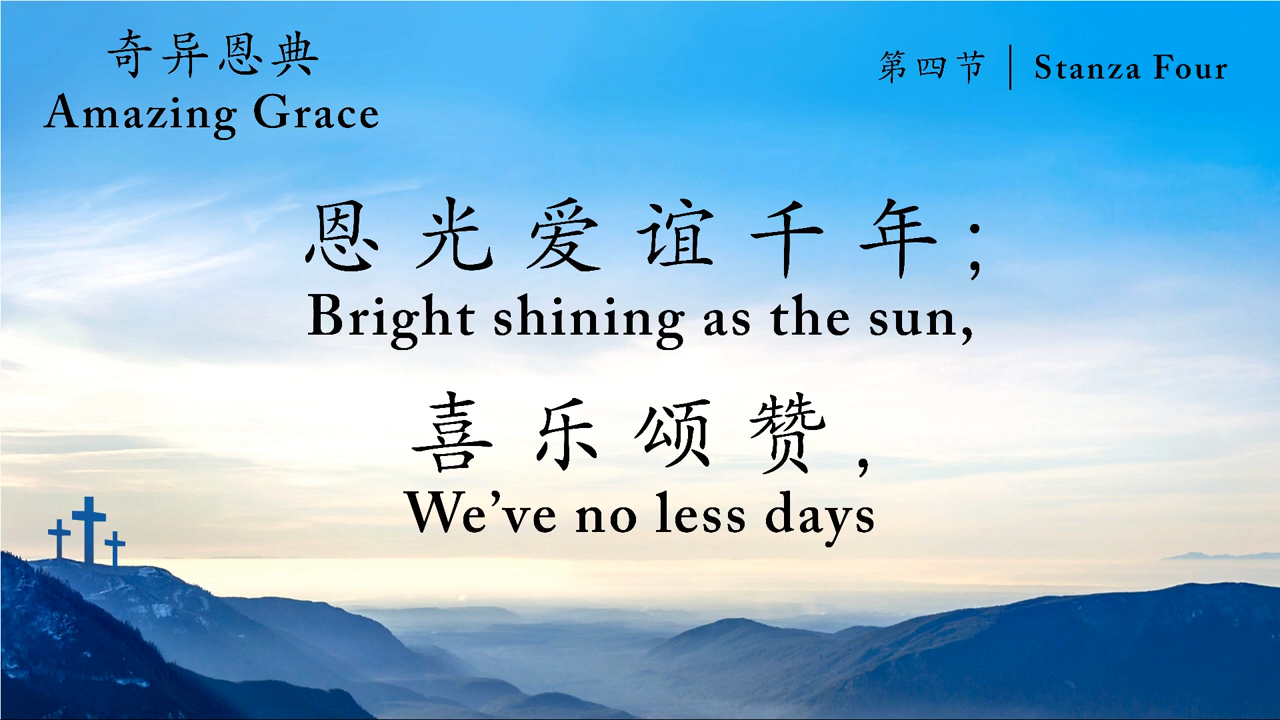 奇异恩典
Amazing Grace
第四节 | Stanza Four
恩光爱谊千年;
Bright shining as the sun,
喜乐颂赞,
We’ve no less days